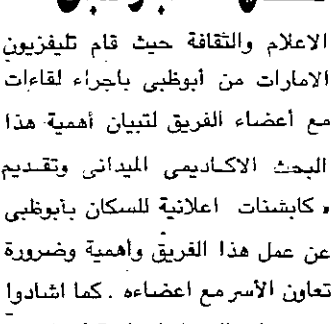 الاعلام والثقافة حيث قام تليفزيون
الامارات من أبوظبى باجراء لقاءات
مع أعضاء الفريق لتبيان أهمية هذا
البحث الاكاديمي الميدانى وتقديم
« كابشنات اعلانية للسكان بأبوظبى
عن عمل هذا الفريق وأهمية وضرورة
تعاون الأسر مع اعضاءه . كما اشادوا